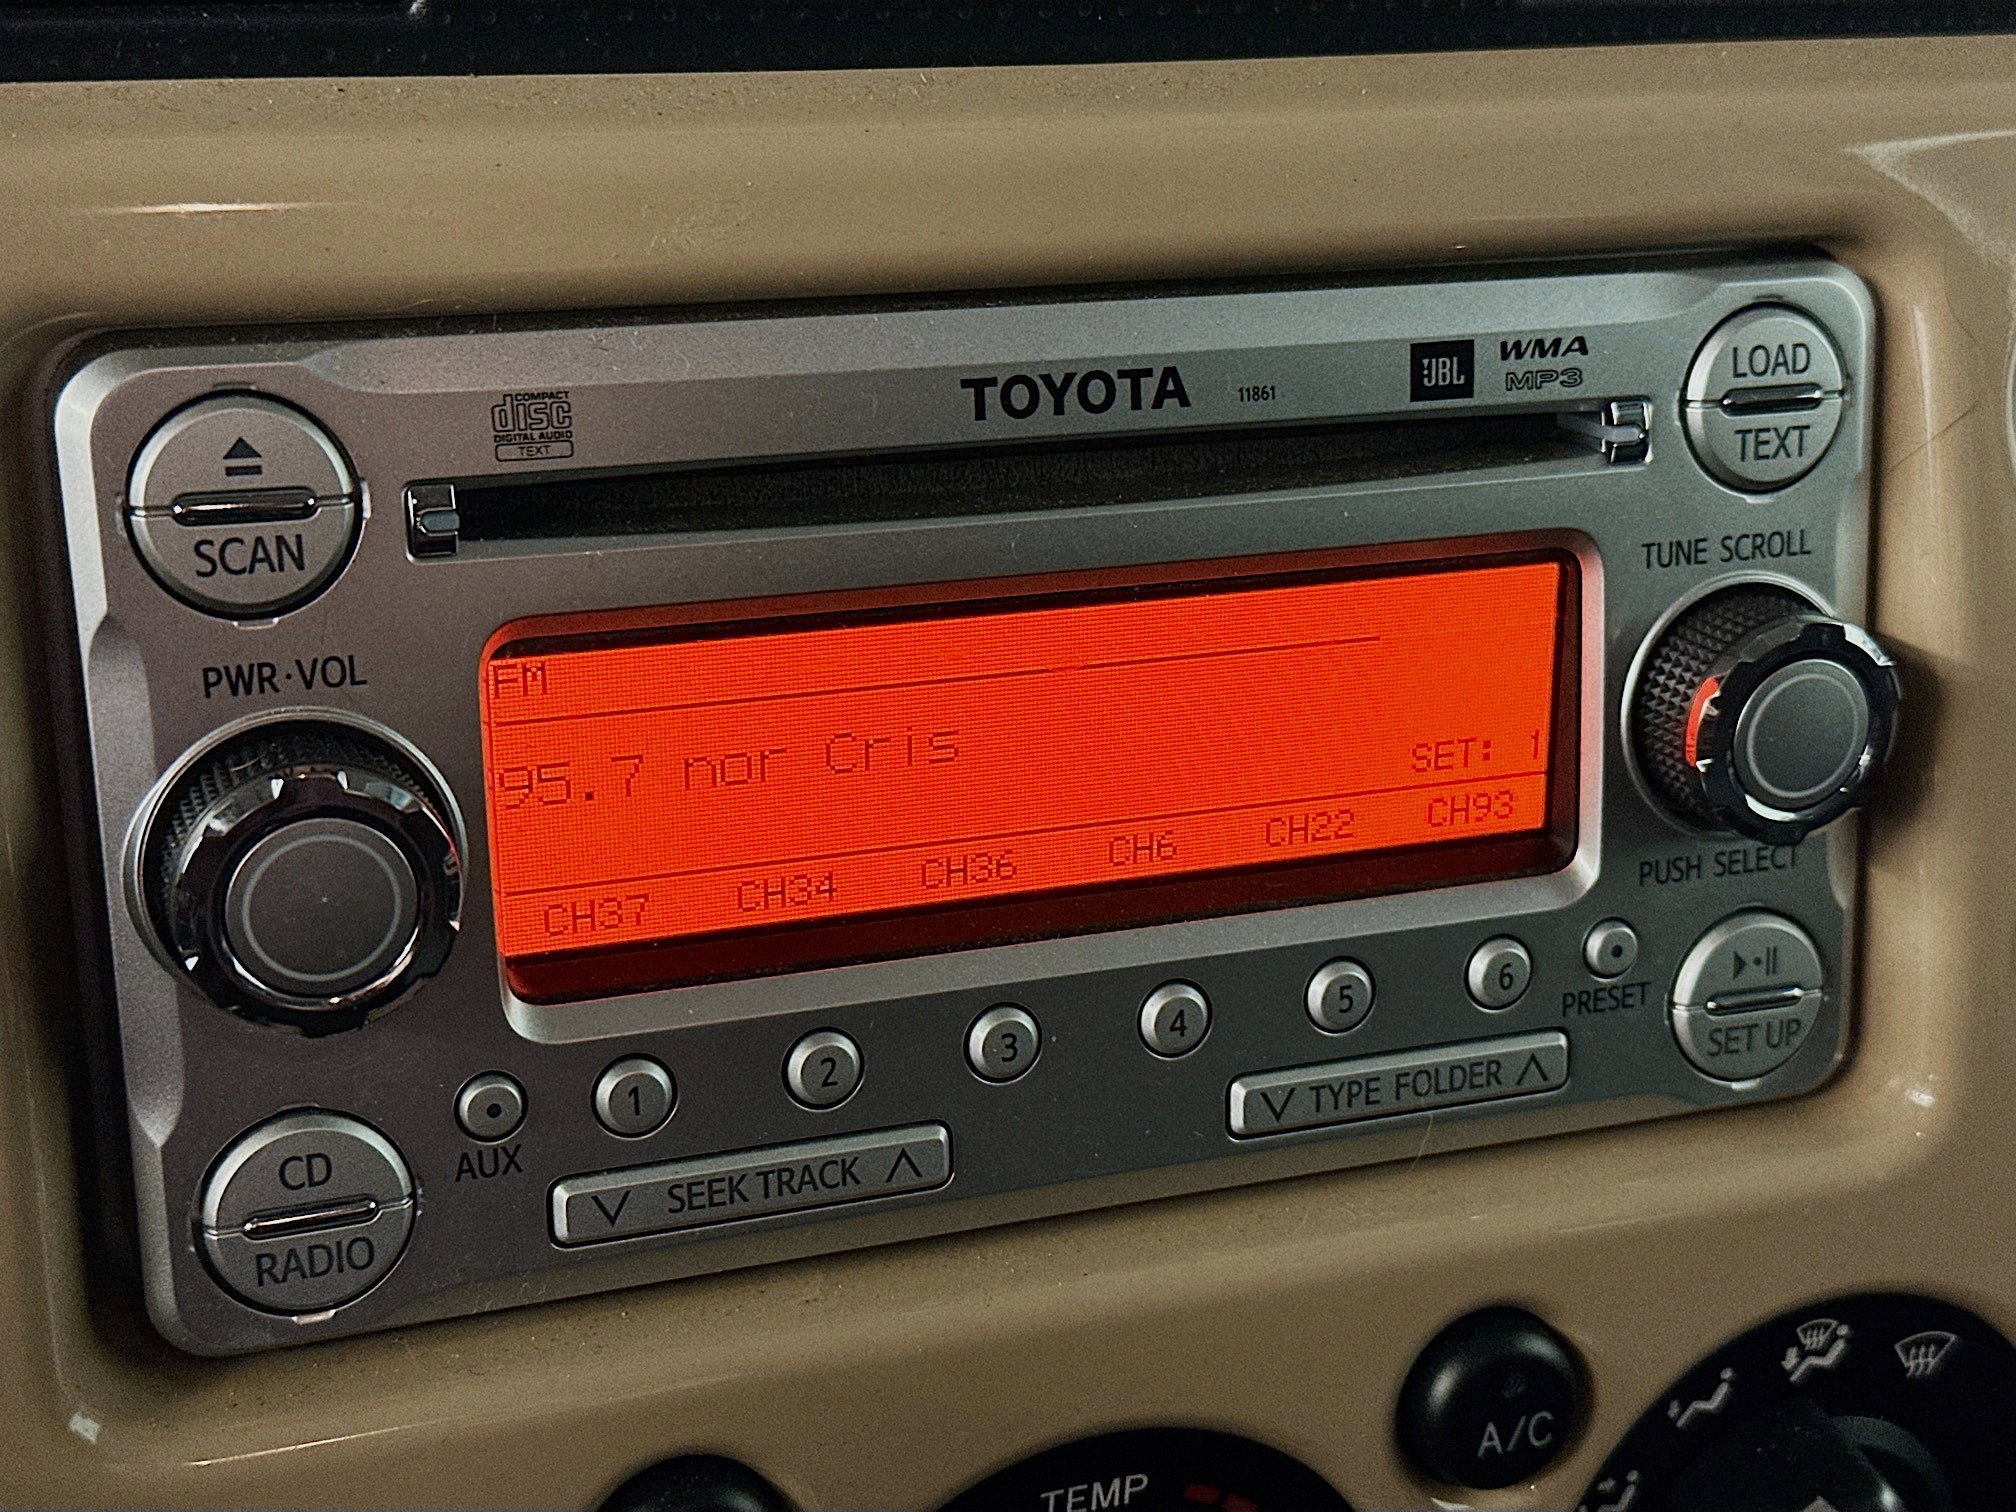 COMPACT
disc
DIGITAL AUDIO
TEXT
TOYOTA
11861
JBL
WMA
MP3
LOAD
TEXT
SCAN
TUNE SCROLL
PWR·VOL
FM
95.7 nor Cris
SET: 1
CH37 CH34 CH36 CH6 CH22 CH93
PUSH SELECT
1 2 3 4 5 6
PRESET
SET UP
AUX
SEEK TRACK
TYPE FOLDER
CD
RADIO
A/C
TEMP